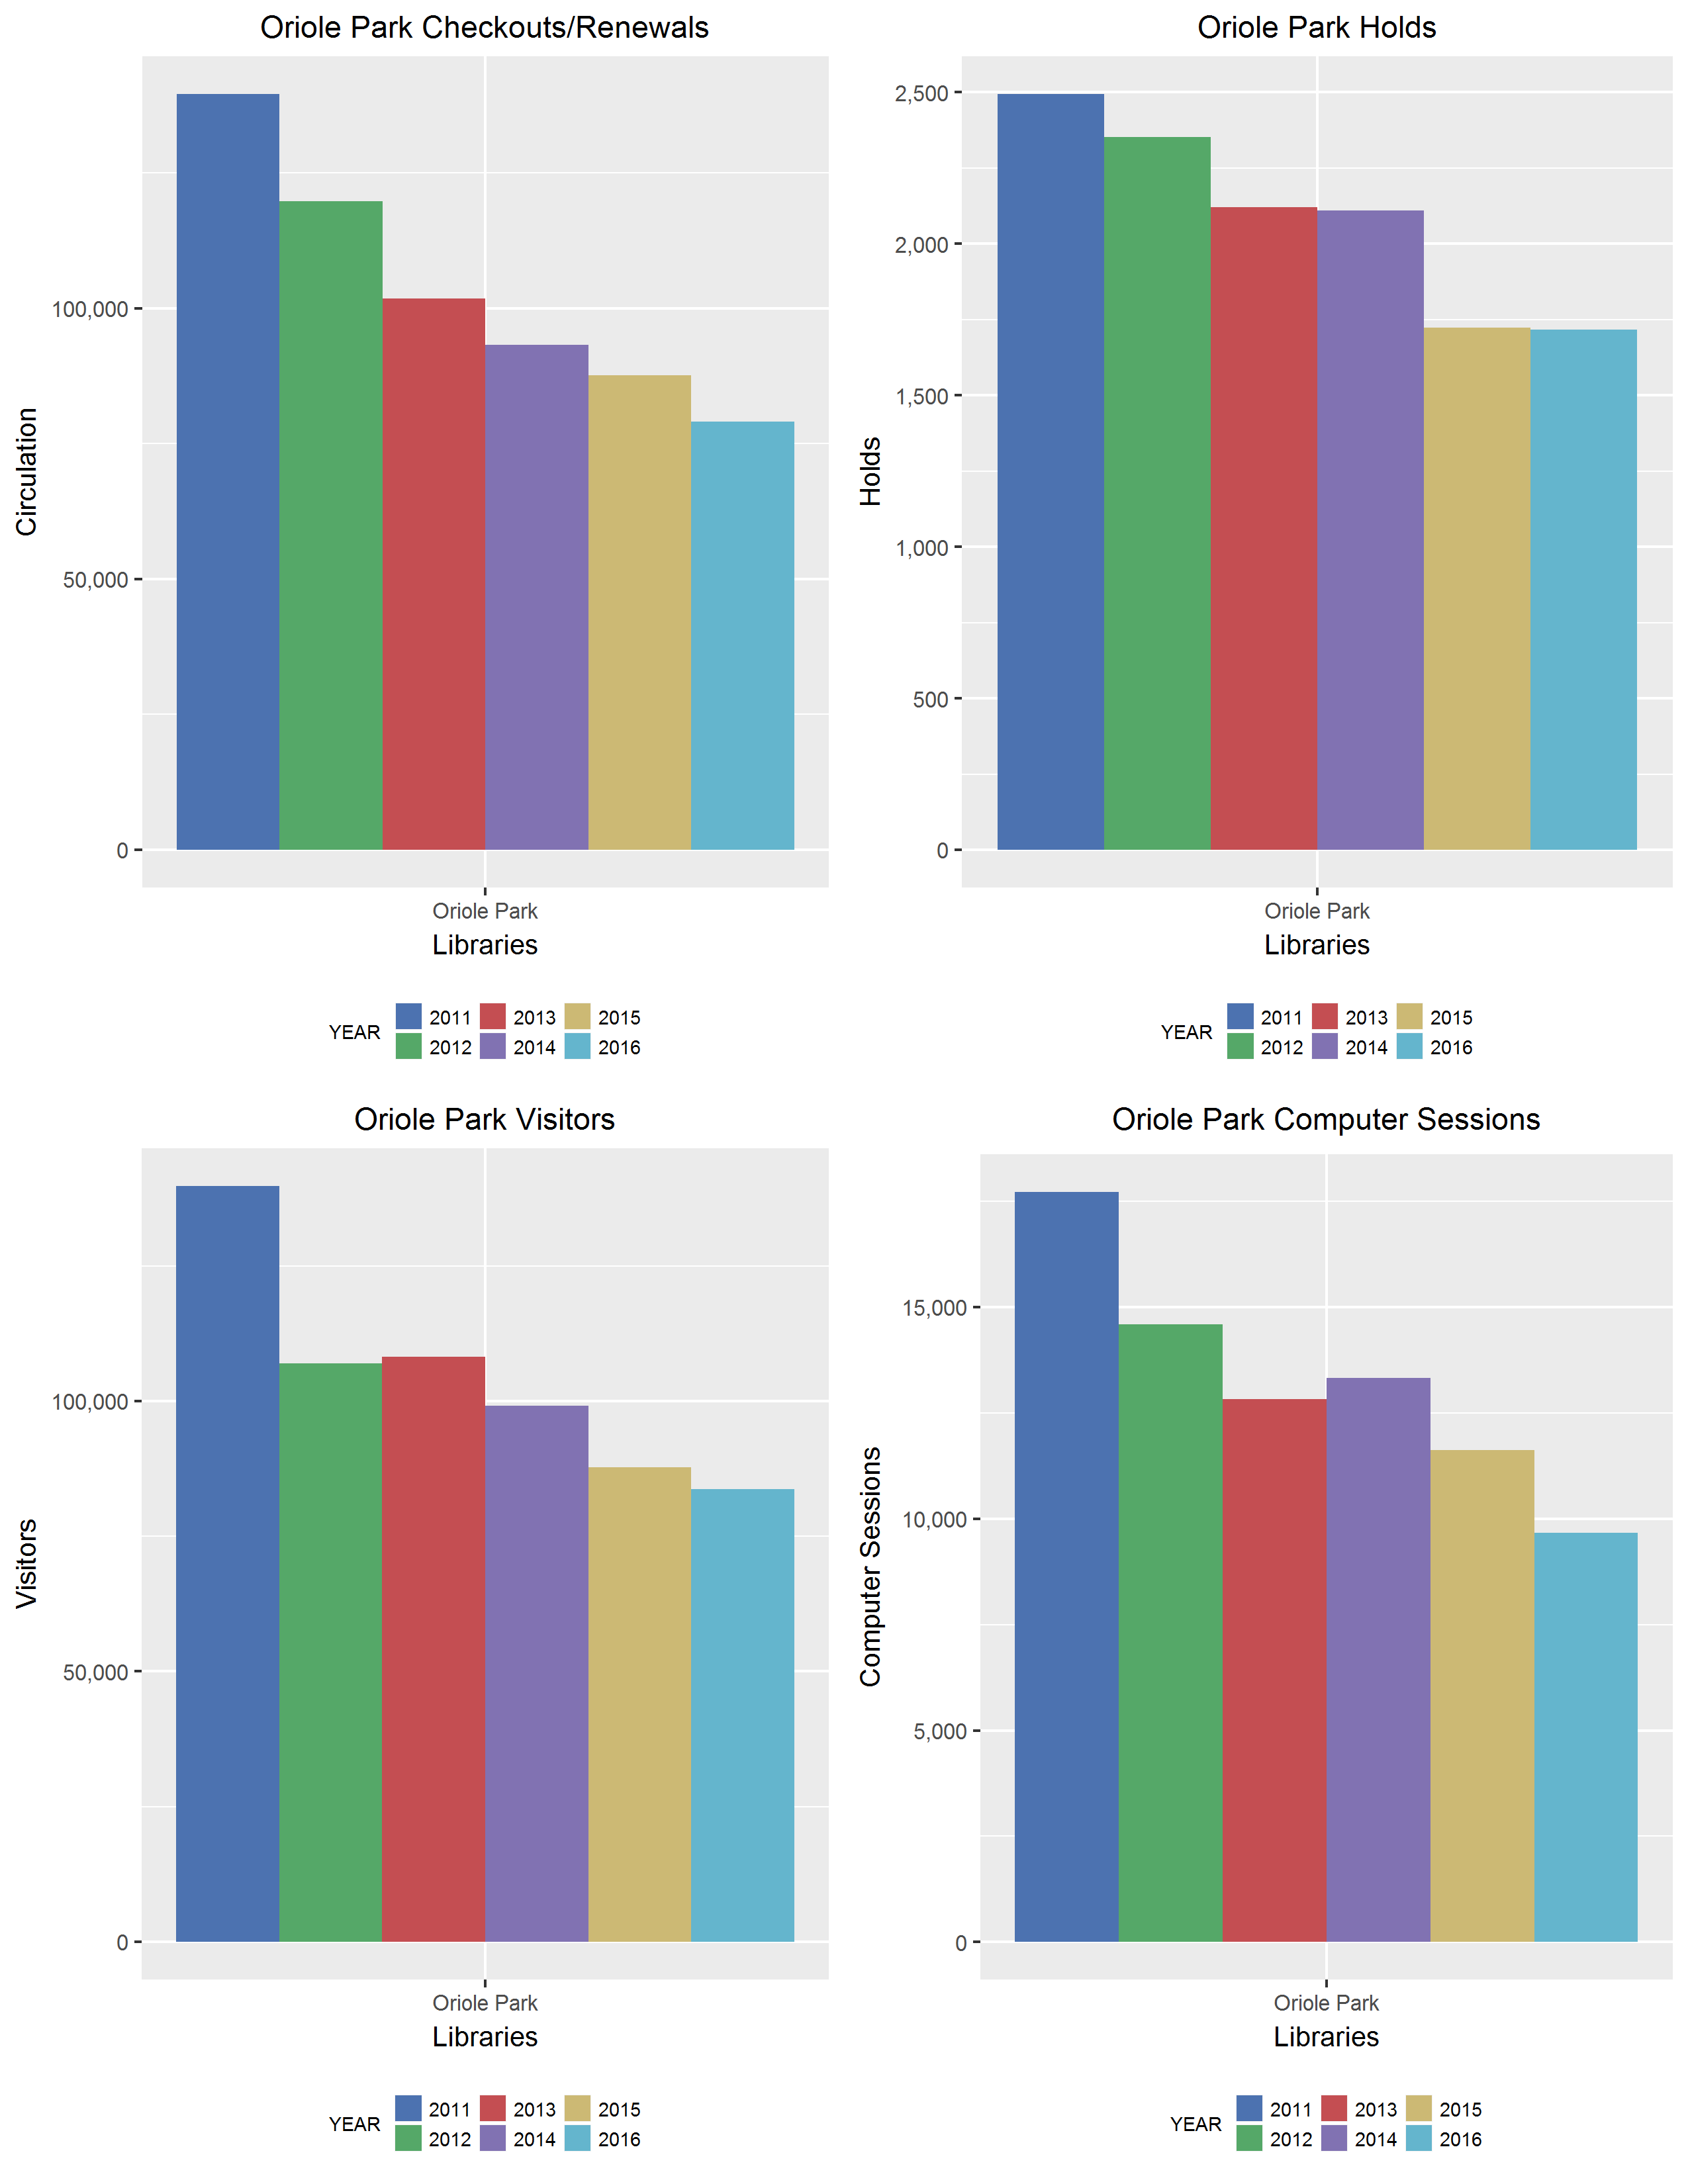 Oriole Park Checkouts/Renewals
Circulation
100,000
50,000
0
Oriole Park
Libraries
YEAR 2011 2013 2015
2012 2014 2016
Oriole Park Holds
Holds
2,500
2,000
1,500
1,000
500
0
Oriole Park
Libraries
YEAR 2011 2013 2015
2012 2014 2016
Oriole Park Visitors
Visitors
100,000
50,000
0
Oriole Park
Libraries
YEAR 2011 2013 2015
2012 2014 2016
Oriole Park Computer Sessions
Computer Sessions
15,000
10,000
5,000
0
Oriole Park
Libraries
YEAR 2011 2013 2015
2012 2014 2016